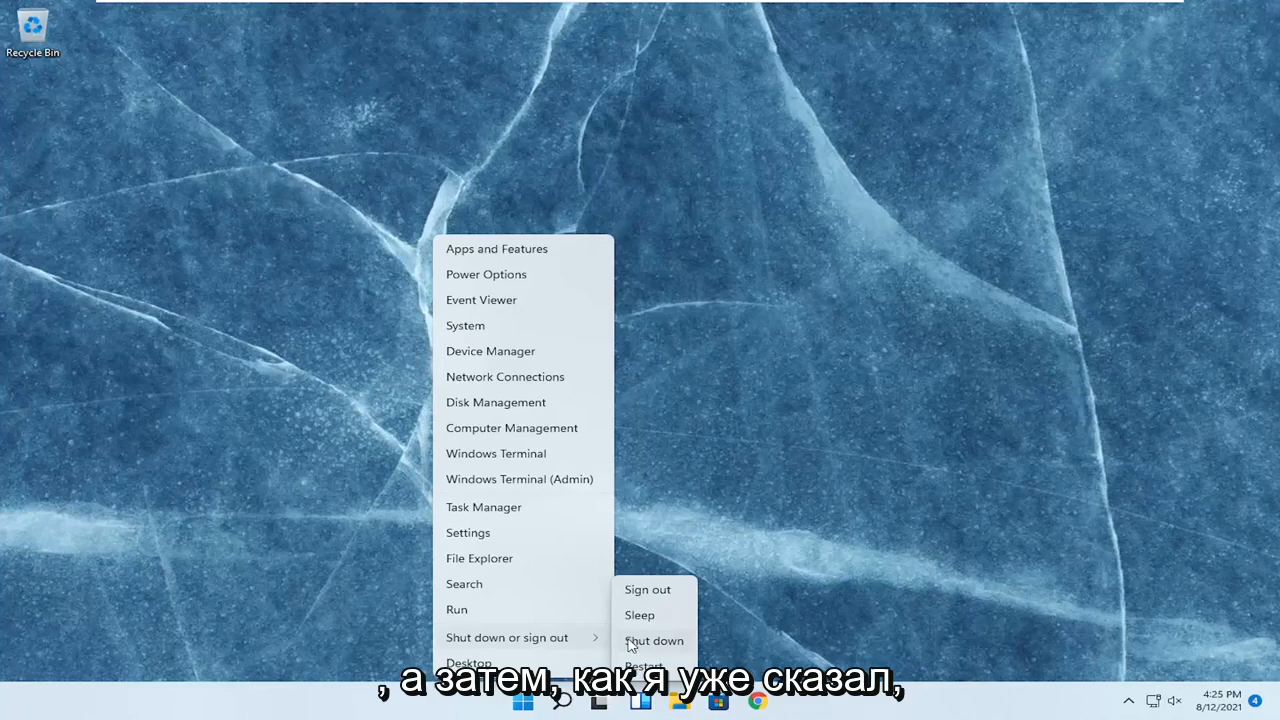 Recycle Bin
Apps and Features
Power Options
Event Viewer
System
Device Manager
Network Connections
Disk Management
Computer Management
Windows Terminal
Windows Terminal (Admin)
Task Manager
Settings
File Explorer
Search
Run
Shut down or sign out
Desktop
Sign out
Sleep
Shut down
Restart
, а затем, как я уже сказал,
4:25 PM
8/12/2021
4